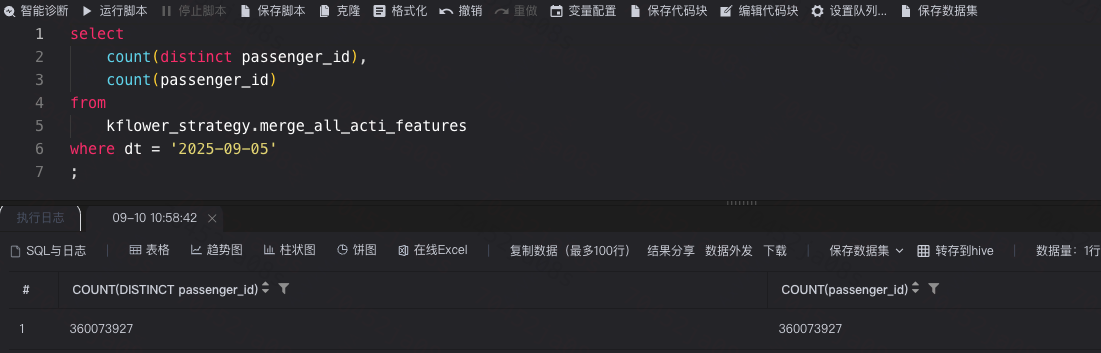 智能诊断 运行脚本 停止脚本 保存脚本 克隆 格式化 撤销 重做 变量配置 保存代码块 编辑代码块 设置队列... 保存数据集
1 select
2 count(distinct passenger_id),
3 count(passenger_id)
4 from
5 kflower_strategy.merge_all_acti_features
6 where dt = '2025-09-05'
7 ;
执行日志 09-10 10:58:42
SQL与日志 表格 趋势图 柱状图 饼图 在线Excel 复制数据（最多100行） 结果分享 数据外发 下载 保存数据集 转存到hive 数据量：1行
# COUNT(DISTINCT passenger_id) COUNT(passenger_id)
1 360073927 360073927